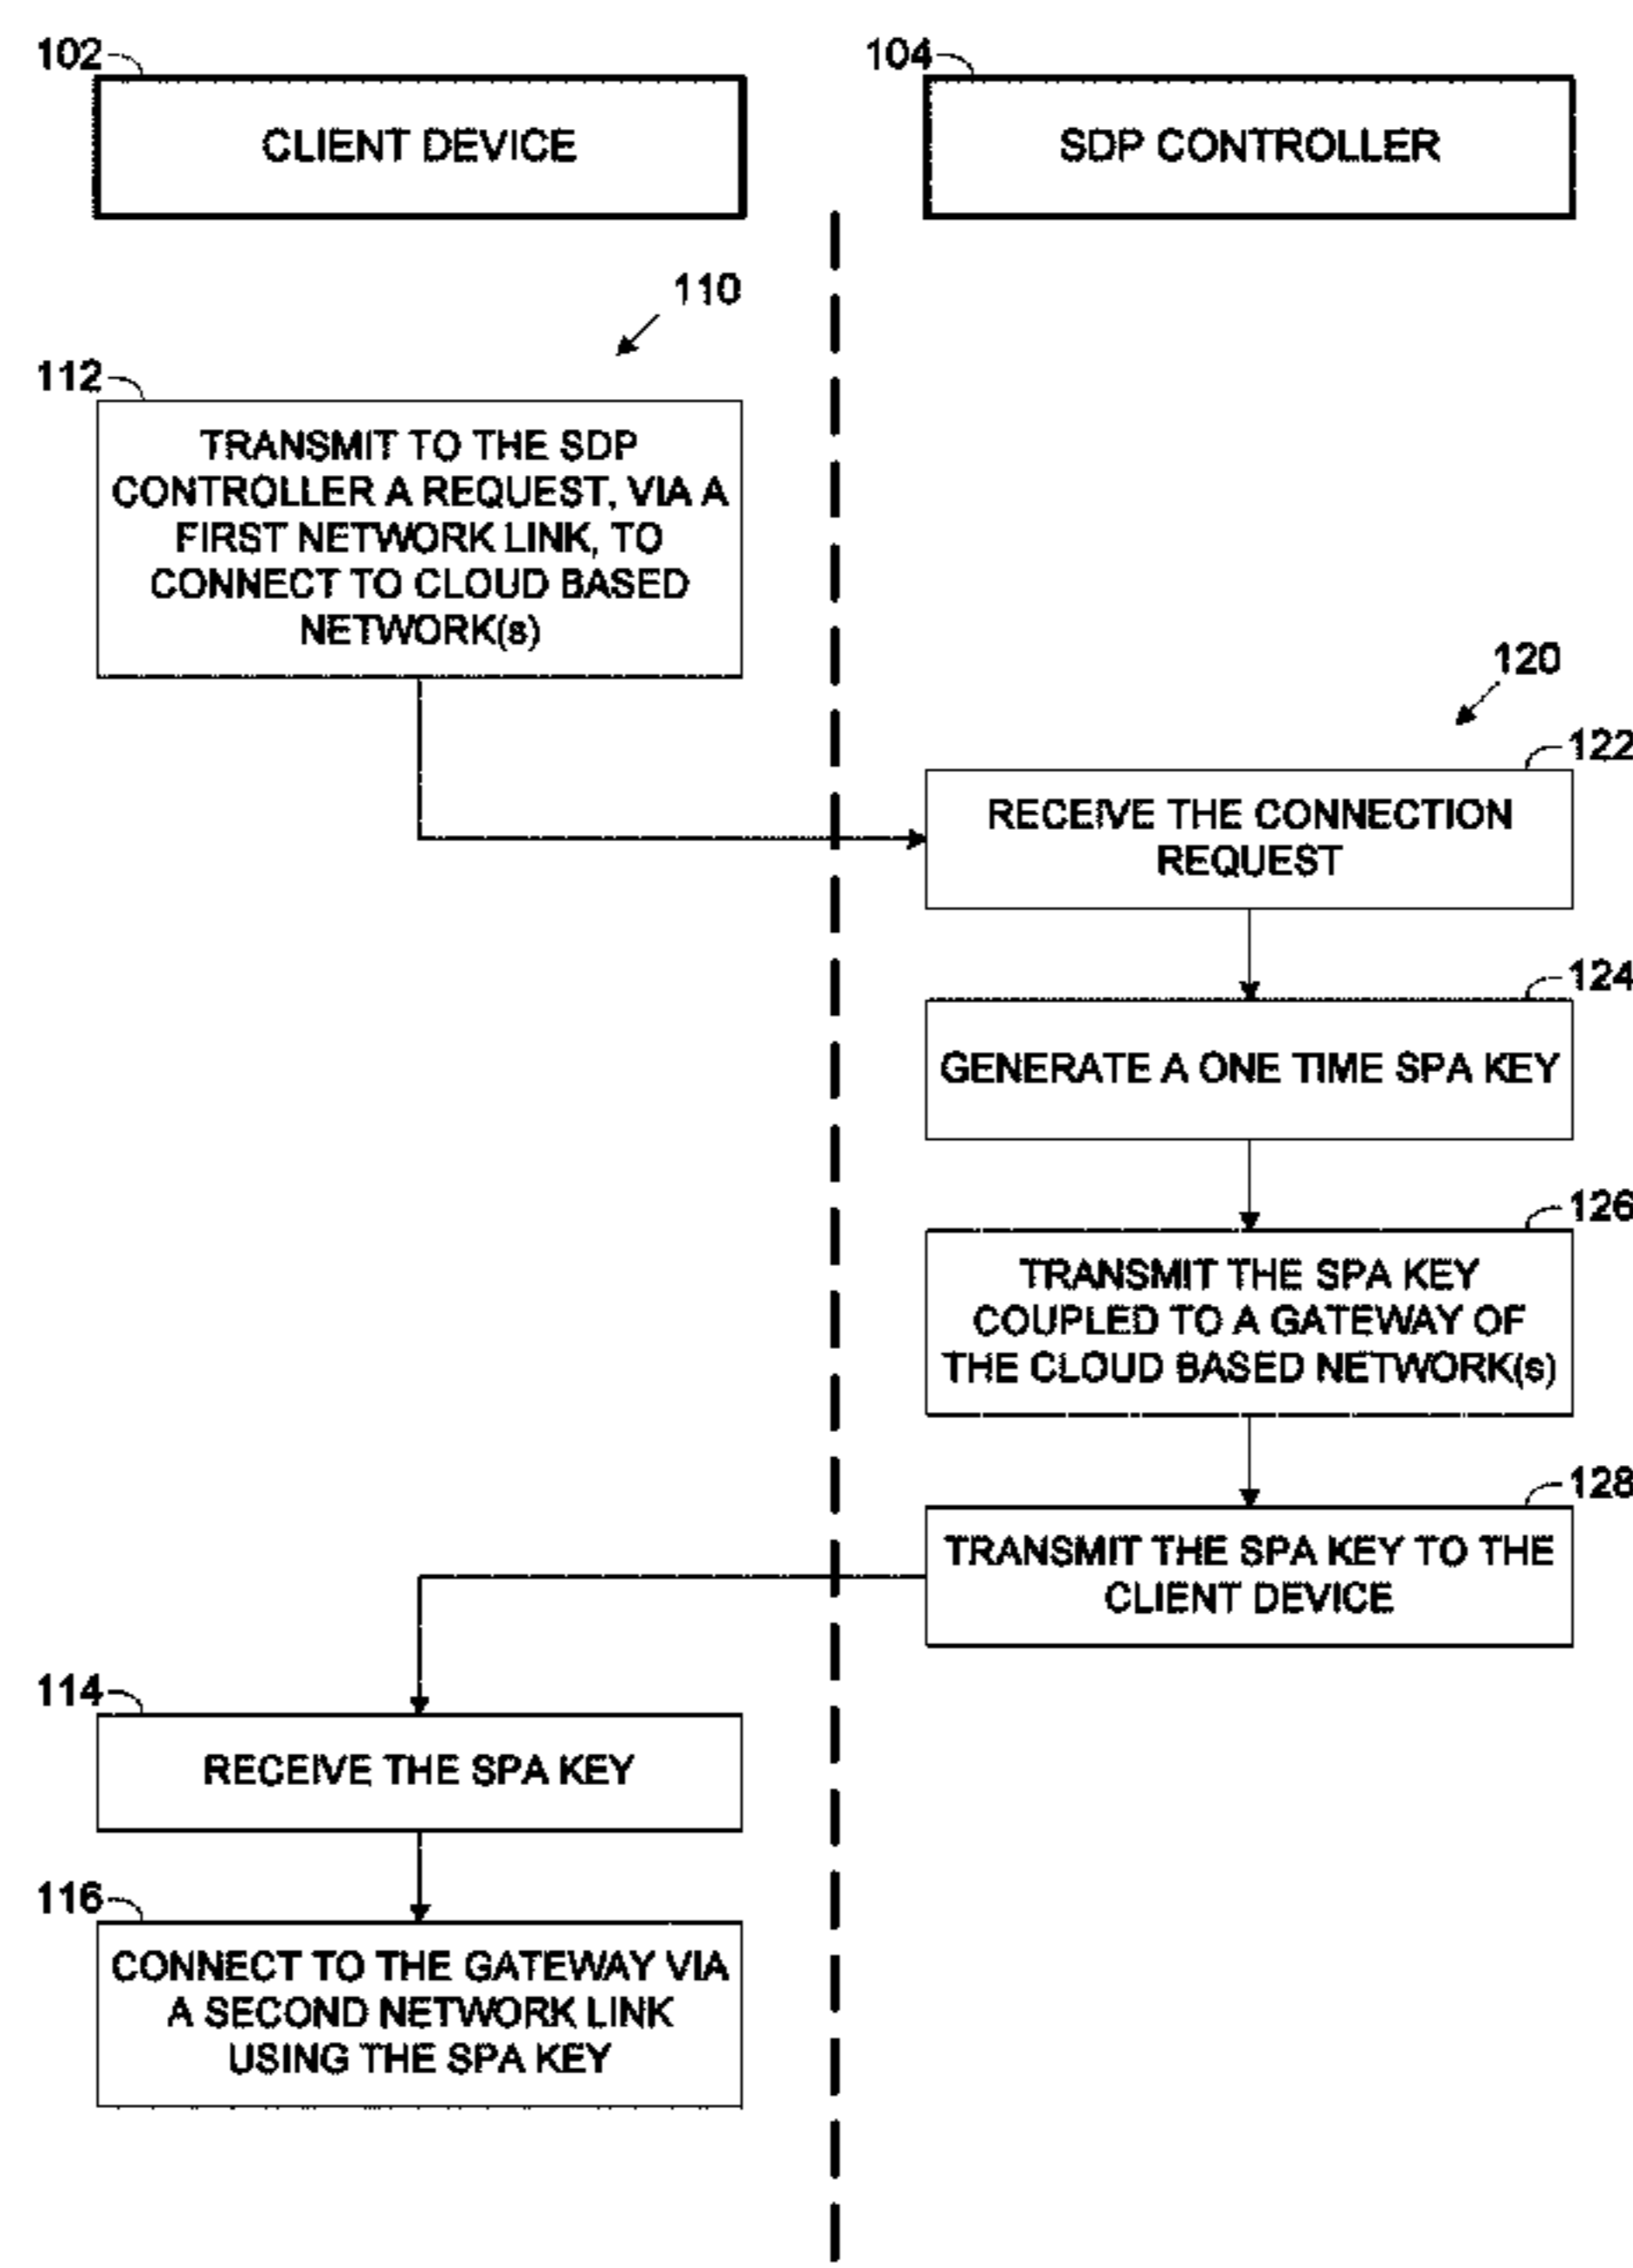 102
CLIENT DEVICE
104
SDP CONTROLLER
110
112
TRANSMIT TO THE SDP
CONTROLLER A REQUEST, VIA A
FIRST NETWORK LINK, TO
CONNECT TO CLOUD BASED
NETWORK(s)
120
122
RECEIVE THE CONNECTION
REQUEST
124
GENERATE A ONE TIME SPA KEY
126
TRANSMIT THE SPA KEY
COUPLED TO A GATEWAY OF
THE CLOUD BASED NETWORK(s)
128
TRANSMIT THE SPA KEY TO THE
CLIENT DEVICE
114
RECEIVE THE SPA KEY
116
CONNECT TO THE GATEWAY VIA
A SECOND NETWORK LINK
USING THE SPA KEY